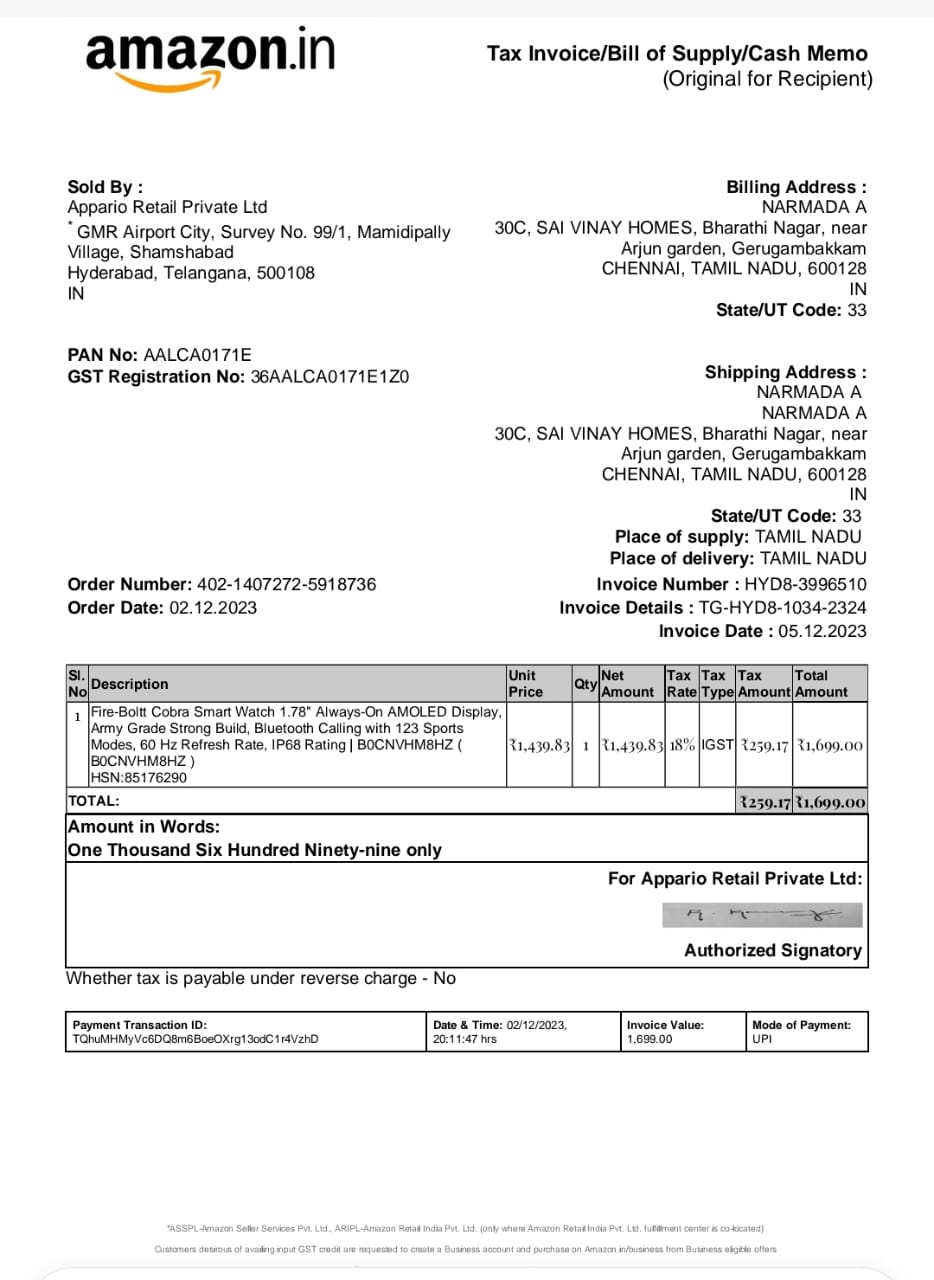 amazon.in
Tax Invoice/Bill of Supply/Cash Memo
(Original for Recipient)
Sold By :
Appario Retail Private Ltd
* GMR Airport City, Survey No. 99/1, Mamidipally
Village, Shamshabad
Hyderabad, Telangana, 500108
IN
PAN No: AALCA0171E
GST Registration No: 36AALCA0171E1Z0
Billing Address :
NARMADA A
30C, SAI VINAY HOMES, Bharathi Nagar, near
Arjun garden, Gerugambakkam
CHENNAI, TAMIL NADU, 600128
IN
State/UT Code: 33
Shipping Address :
NARMADA A
NARMADA A
30C, SAI VINAY HOMES, Bharathi Nagar, near
Arjun garden, Gerugambakkam
CHENNAI, TAMIL NADU, 600128
IN
State/UT Code: 33
Place of supply: TAMIL NADU
Place of delivery: TAMIL NADU
Order Number: 402-1407272-5918736
Order Date: 02.12.2023
Invoice Number : HYD8-3996510
Invoice Details : TG-HYD8-1034-2324
Invoice Date : 05.12.2023
Sl. No Description Unit Price Qty Net Amount Tax Rate Tax Type Tax Amount Total Amount
1 Fire-Boltt Cobra Smart Watch 1.78" Always-On AMOLED Display,
Army Grade Strong Build, Bluetooth Calling with 123 Sports
Modes, 60 Hz Refresh Rate, IP68 Rating | B0CNVHM8HZ (
B0CNVHM8HZ )
HSN:85176290
₹1,439.83 1 ₹1,439.83 18% IGST ₹259.17 ₹1,699.00
TOTAL: ₹259.17 ₹1,699.00
Amount in Words:
One Thousand Six Hundred Ninety-nine only
For Appario Retail Private Ltd:
Authorized Signatory
Whether tax is payable under reverse charge - No
Payment Transaction ID:
TQhuMHMyVc6DQ8m6BoeOXrg13odC1r4VzhD
Date & Time: 02/12/2023,
20:11:47 hrs
Invoice Value:
1,699.00
Mode of Payment:
UPI
*ASSPL-Amazon Seller Services Pvt. Ltd., ARIPL-Amazon Retail India Pvt. Ltd. (only where Amazon Retail India Pvt. Ltd. fulfillment center is co-located)
Customers desirous of availing input GST credit are requested to create a Business account and purchase on Amazon.in/business from Business eligible offers